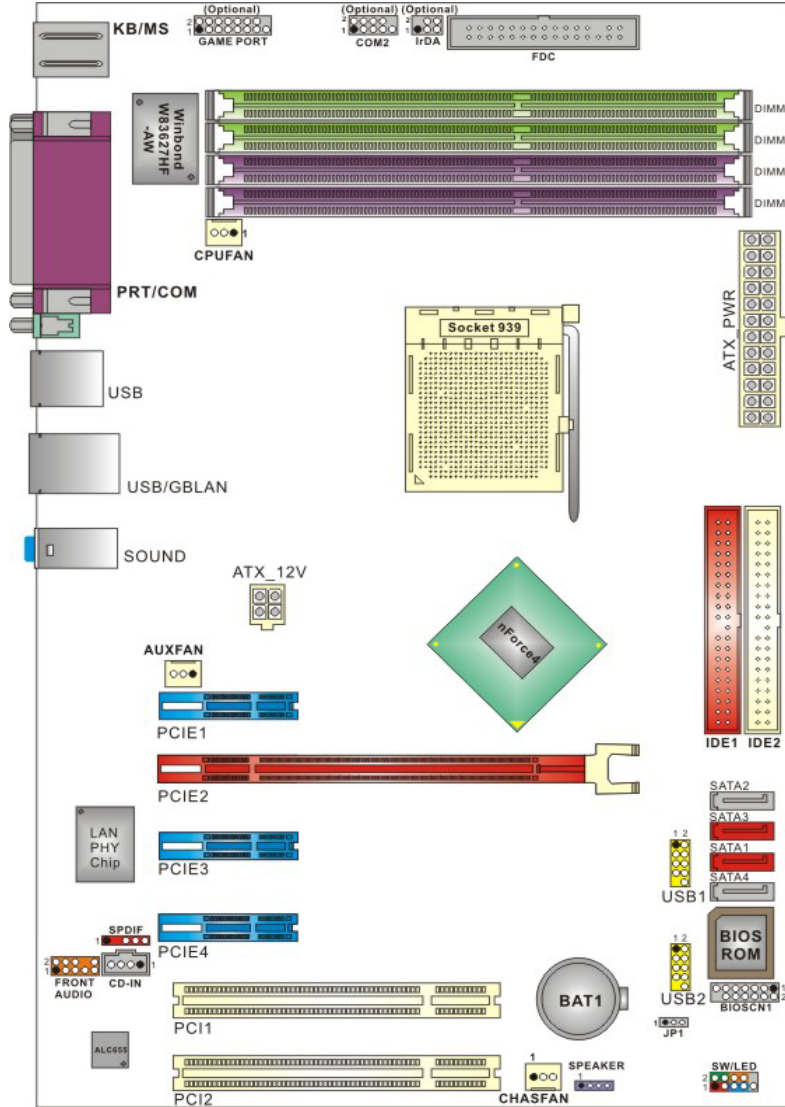 (Optional) (Optional) (Optional)
KB/MS
2
1
GAME PORT
2
1
COM2
2
1
IrDA
FDC
Winbond
W83627HF
-AW
DIMM
DIMM
DIMM
DIMM
1
CPUFAN
PRT/COM
Socket 939
ATX_PWR
USB
USB/GBLAN
SOUND
ATX_12V
nForce4
AUXFAN
PCIE1
IDE1 IDE2
PCIE2
SATA2
SATA3
LAN
PHY
Chip
PCIE3
1 2
USB1
SATA1
SATA4
SPDIF
1
PCIE4
2
1
FRONT
AUDIO
1
CD-IN
1 2
USB2
BIOS
ROM
1
2
BIOSCN1
PCI1
BAT1
1
JP1
ALC655
PCI2
1
CHASFAN
SPEAKER
1
SW/LED
2
1